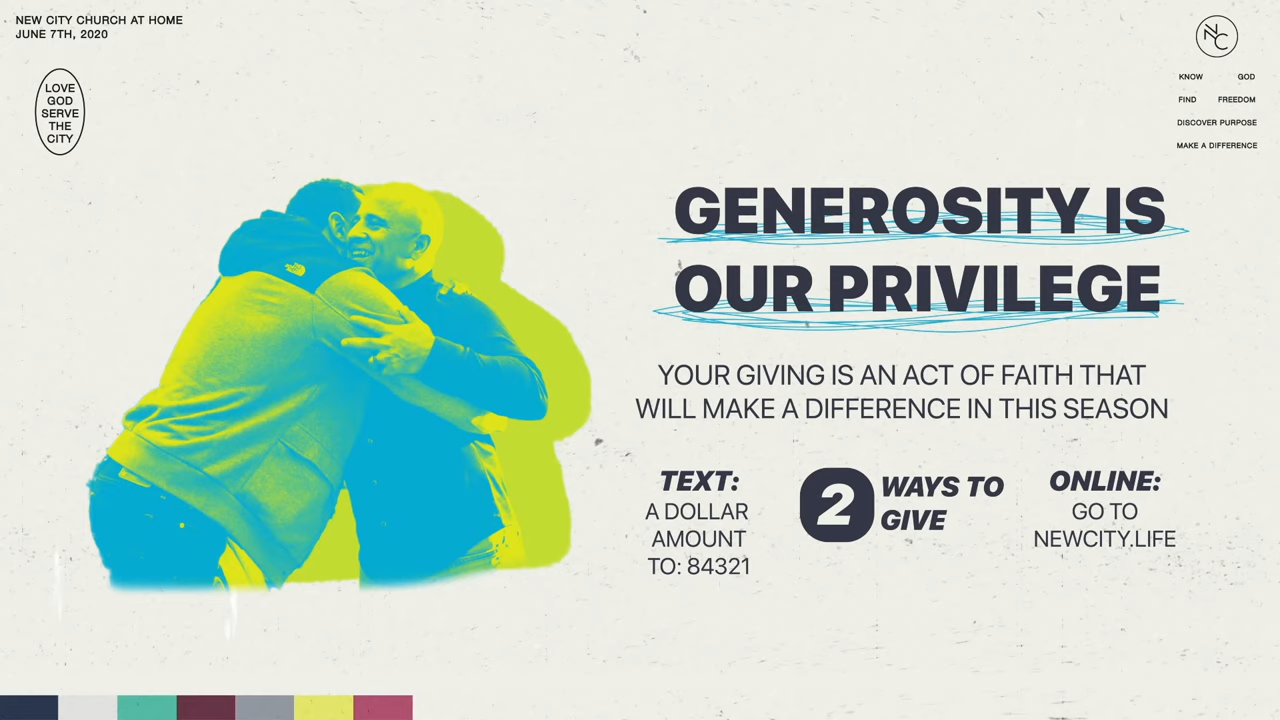 NEW CITY CHURCH AT HOME
JUNE 7TH, 2020
LOVE
GOD
SERVE
THE
CITY
NC
KNOW GOD
FIND FREEDOM
DISCOVER PURPOSE
MAKE A DIFFERENCE
GENEROSITY IS
OUR PRIVILEGE
YOUR GIVING IS AN ACT OF FAITH THAT
WILL MAKE A DIFFERENCE IN THIS SEASON
TEXT:
A DOLLAR
AMOUNT
TO: 84321
2
WAYS TO
GIVE
ONLINE:
GO TO
NEWCITY.LIFE